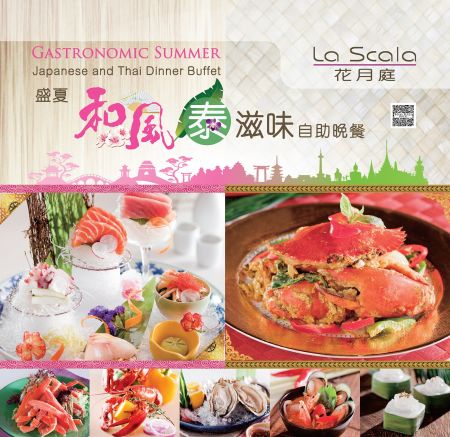 GASTRONOMIC SUMMER
Japanese and Thai Dinner Buffet
La Scala
花月庭
盛夏
和風泰滋味自助晚餐